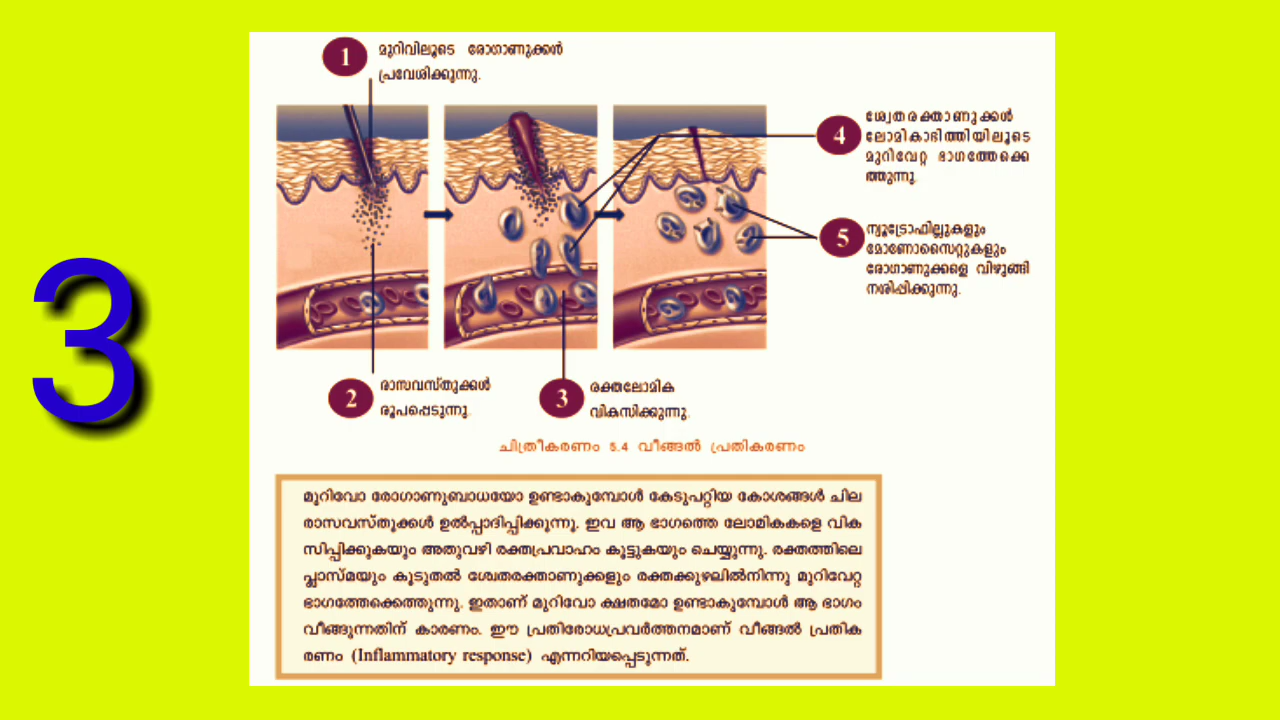 3
1
മുറിവിലൂടെ രോഗാണുക്കൾ
പ്രവേശിക്കുന്നു.
4
ശ്വേതരക്താണുക്കൾ
ലോമികാഭിത്തിയിലൂടെ
മുറിവേറ്റ ഭാഗത്തേക്കെ
ത്തുന്നു.
5
ന്യൂട്രോഫില്ലുകളും
മോണോസൈറ്റുകളും
രോഗാണുക്കളെ വിഴുങ്ങി
നശിപ്പിക്കുന്നു.
2
രാസവസ്തുക്കൾ
രൂപപ്പെടുന്നു.
3
രക്തലോമിക
വികസിക്കുന്നു.
ചിത്രീകരണം 5.4 വീങ്ങൽ പ്രതികരണം
മുറിവോ രോഗാണുബാധയോ ഉണ്ടാകുമ്പോൾ കേടുപറ്റിയ കോശങ്ങൾ ചില
രാസവസ്തുക്കൾ ഉൽപ്പാദിപ്പിക്കുന്നു. ഇവ ആ ഭാഗത്തെ ലോമികകളെ വിക
സിപ്പിക്കുകയും അതുവഴി രക്തപ്രവാഹം കൂട്ടുകയും ചെയ്യുന്നു. രക്തത്തിലെ
പ്ലാസ്മയും കൂടുതൽ ശ്വേതരക്താണുക്കളും രക്തക്കുഴലിൽനിന്നു മുറിവേറ്റ
ഭാഗത്തേക്കെത്തുന്നു. ഇതാണ് മുറിവോ ക്ഷതമോ ഉണ്ടാകുമ്പോൾ ആ ഭാഗം
വീങ്ങുന്നതിന് കാരണം. ഈ പ്രതിരോധപ്രവർത്തനമാണ് വീങ്ങൽ പ്രതിക
രണം (Inflammatory response) എന്നറിയപ്പെടുന്നത്.